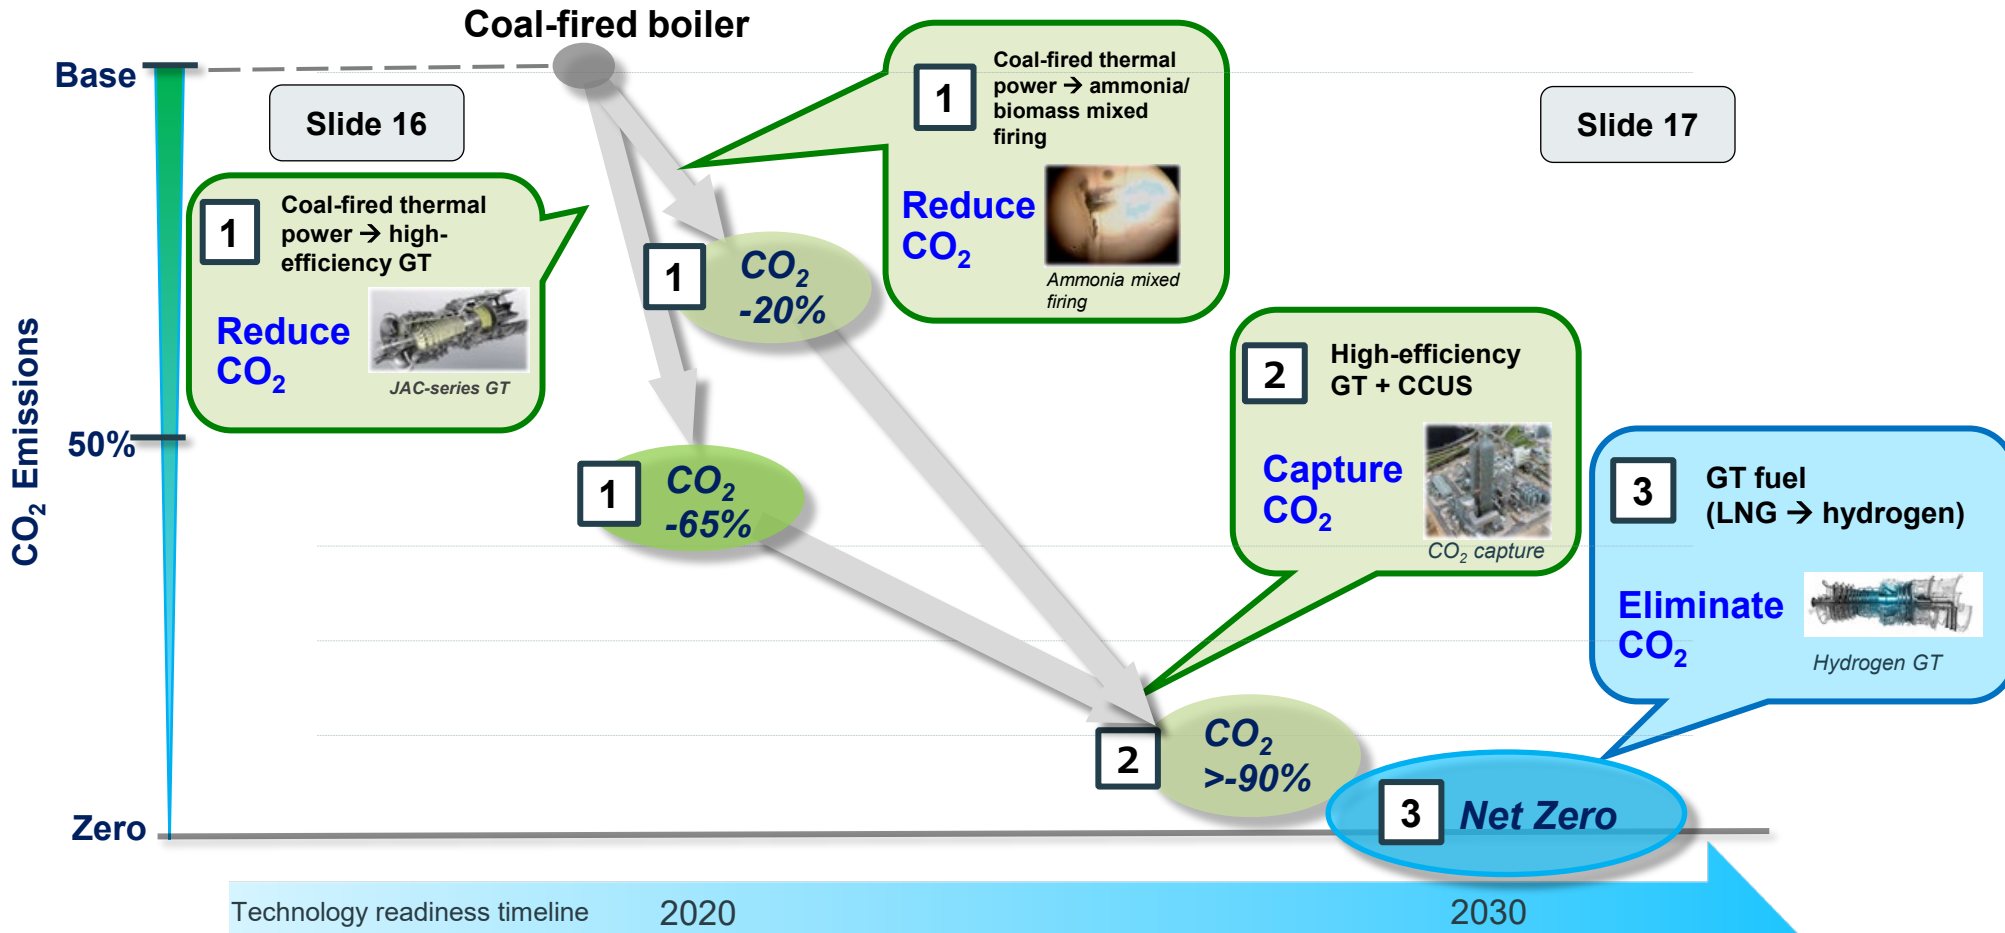 Coal-fired boiler
Base
Slide 16
1
Coal-fired thermal
power → ammonia/
biomass mixed
firing
Reduce
CO₂
Ammonia mixed
firing
Slide 17
1
Coal-fired thermal
power → high-
efficiency GT
Reduce
CO₂
JAC-series GT
1
CO₂
-20%
2
High-efficiency
GT + CCUS
Capture
CO₂
CO₂ capture
CO₂ Emissions
50%
1
CO₂
-65%
3
GT fuel
(LNG → hydrogen)
Eliminate
CO₂
Hydrogen GT
2
CO₂
>-90%
3
Net Zero
Zero
Technology readiness timeline
2020
2030